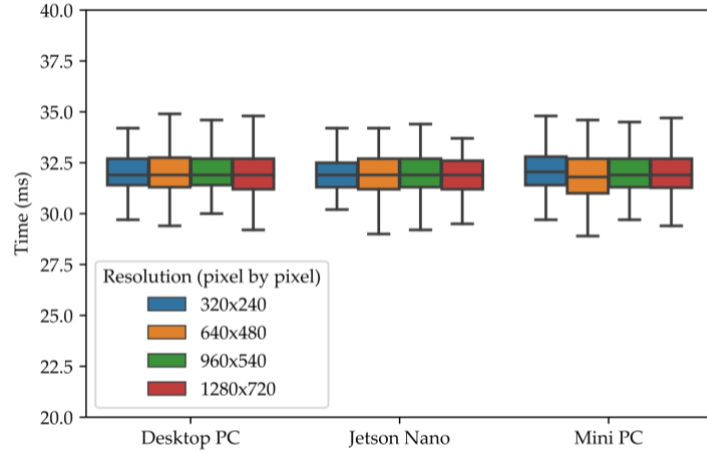 40.0
37.5
35.0
32.5
30.0
27.5
25.0
22.5
20.0
Time (ms)
Resolution (pixel by pixel)
320x240
640x480
960x540
1280x720
Desktop PC
Jetson Nano
Mini PC